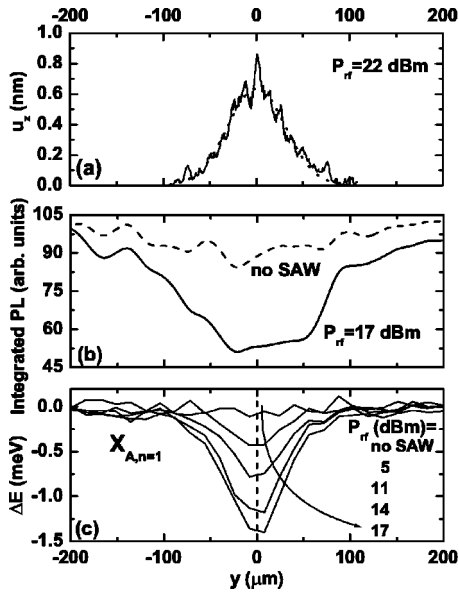 -200 -100 0 100 200
u_z (nm)
1.0
0.8
0.6
0.4
0.2
0.0
P_rf=22 dBm
(a)
Integrated PL (arb. units)
105
90
75
60
45
no SAW
P_rf=17 dBm
(b)
ΔE (meV)
0.0
-0.5
-1.0
-1.5
X_A,n=1
P_rf (dBm)=
no SAW
5
11
14
17
(c)
-200 -100 0 100 200
y (μm)